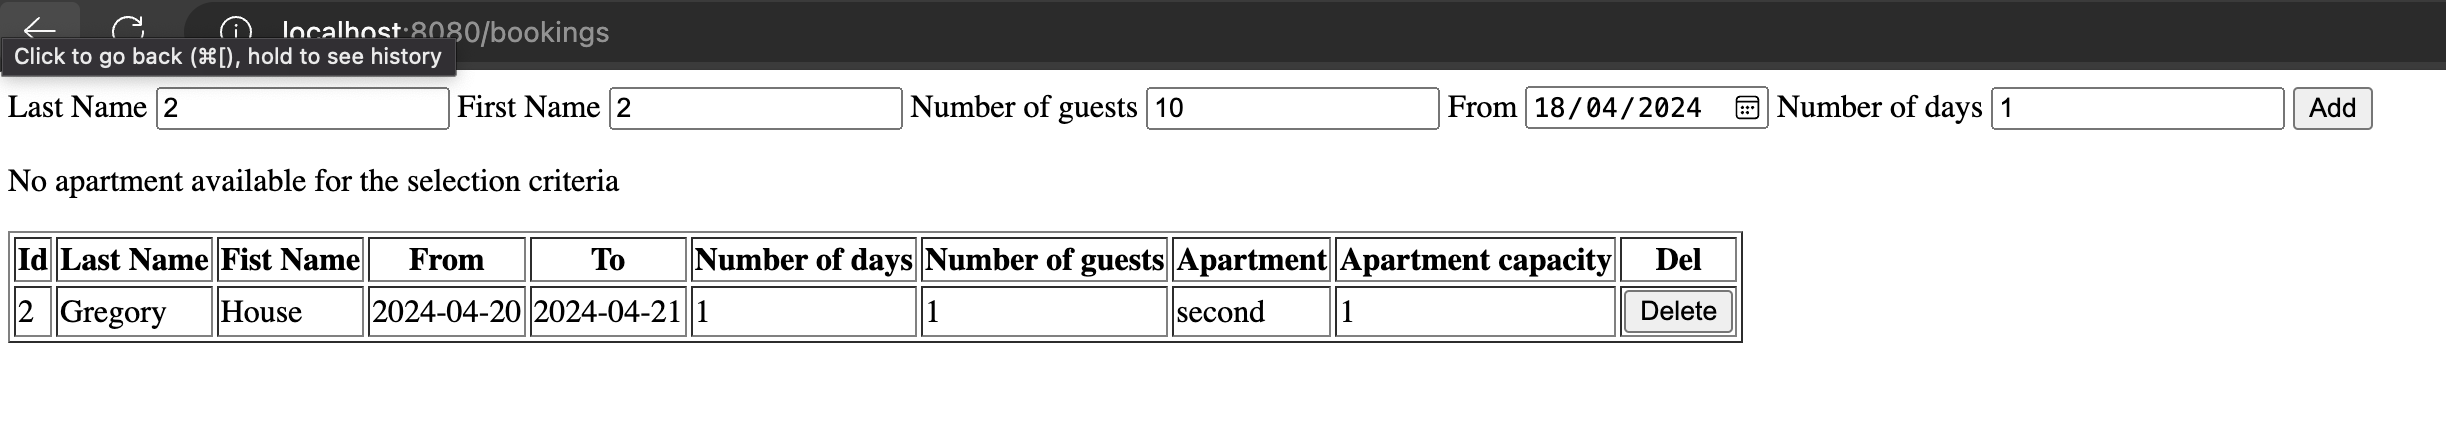 localhost:8080/bookings
Click to go back (⌘[), hold to see history
Last Name 2 First Name 2 Number of guests 10 From 18/04/2024 Number of days 1 Add
No apartment available for the selection criteria
Id Last Name Fist Name From To Number of days Number of guests Apartment Apartment capacity Del
2 Gregory House 2024-04-20 2024-04-21 1 1 second 1 Delete